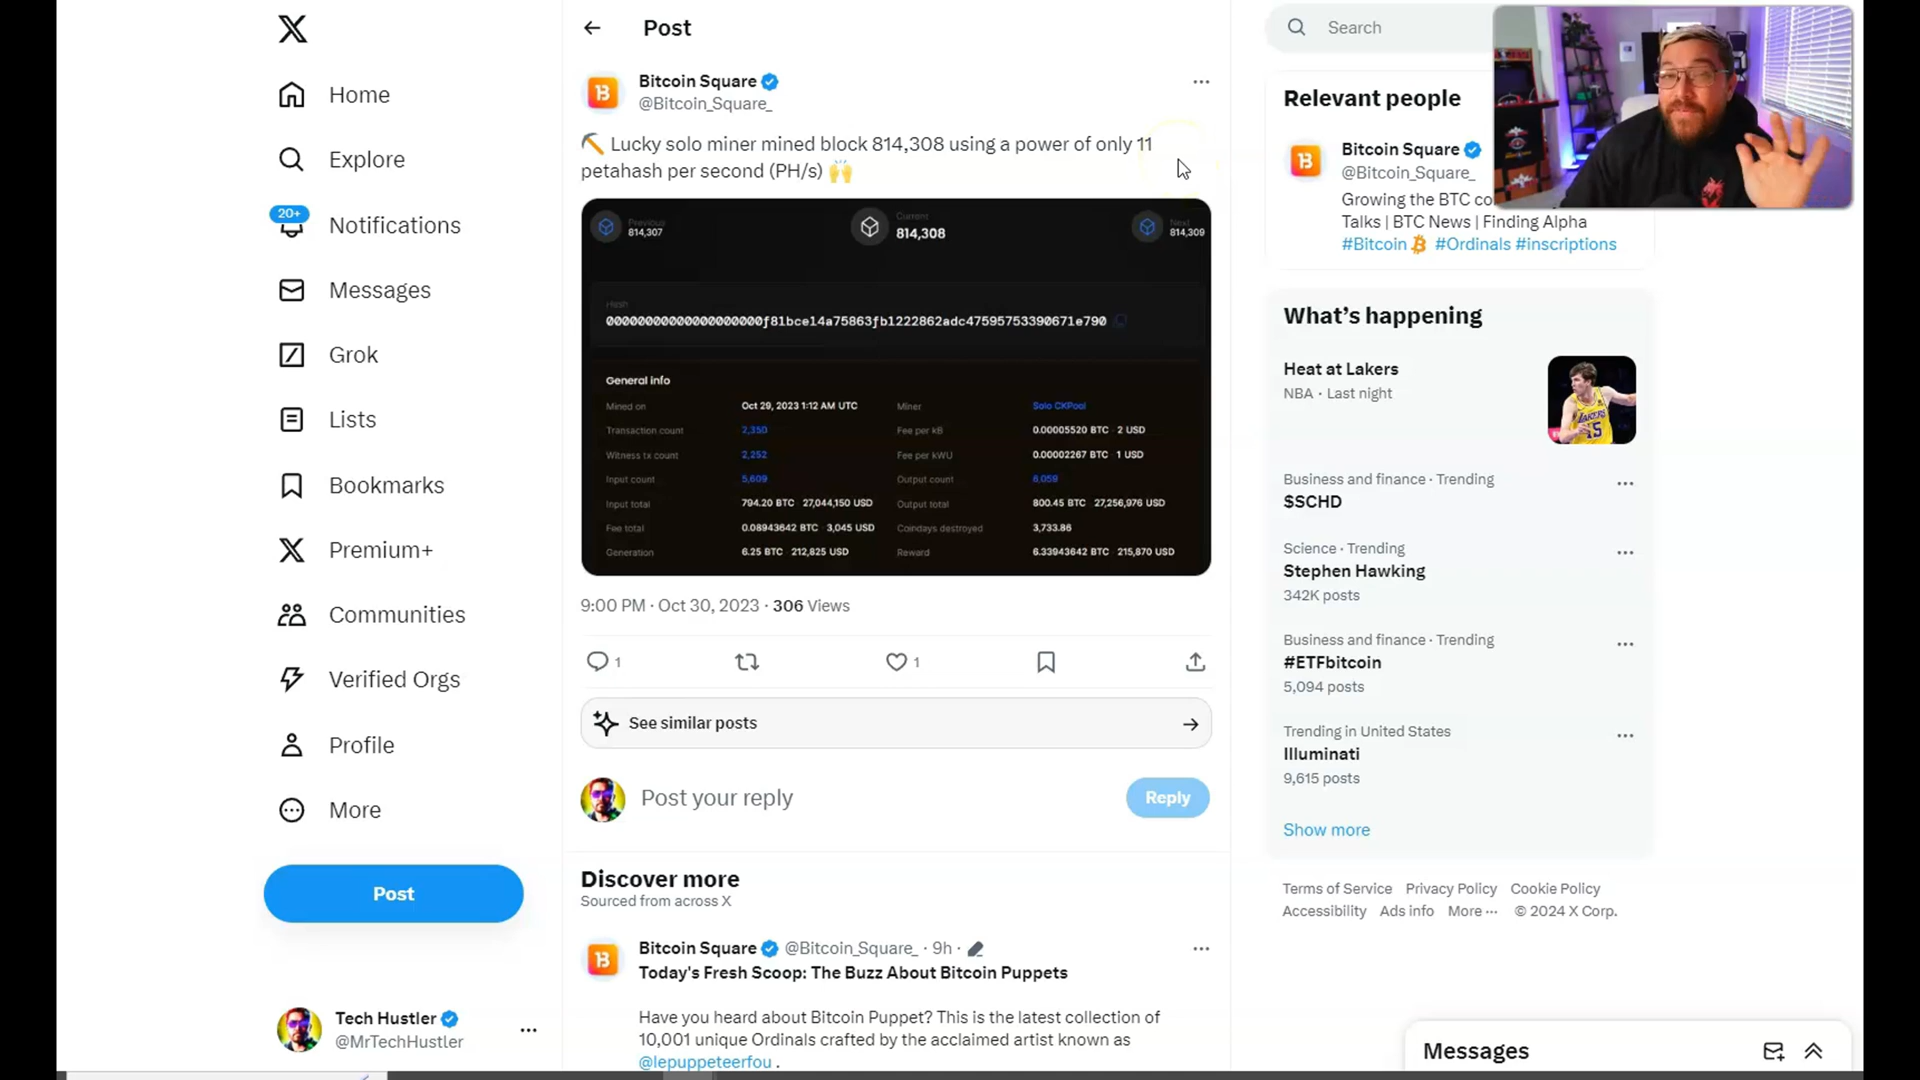 Home
Explore
20+
Notifications
Messages
Grok
Lists
Bookmarks
Premium+
Communities
Verified Orgs
Profile
More
Post
Tech Hustler
@MrTechHustler
Post
Bitcoin Square
@Bitcoin_Square_
Lucky solo miner mined block 814,308 using a power of only 11
petahash per second (PH/s) 🙌
Previous
814,307
Current
814,308
Next
814,309
Hash
00000000000000000000f81bce14a75863fb1222862adc47595753390671e790
General info
Mined on Oct 29, 2023 1:12 AM UTC Miner Solo CKPool
Transaction count 2,350 Fee per kB 0.00005520 BTC · 2 USD
Witness tx count 2,252 Fee per kWU 0.00002267 BTC · 1 USD
Input count 5,609 Output count 6,059
Input total 794.20 BTC · 27,044,150 USD Output total 800.45 BTC · 27,256,976 USD
Fee total 0.08943642 BTC · 3,045 USD Coindays destroyed 3,733.86
Generation 6.25 BTC · 212,825 USD Reward 6.33943642 BTC · 215,870 USD
9:00 PM · Oct 30, 2023 · 306 Views
1 1
See similar posts
Post your reply
Reply
Discover more
Sourced from across X
Bitcoin Square @Bitcoin_Square_ · 9h ·
Today's Fresh Scoop: The Buzz About Bitcoin Puppets
Have you heard about Bitcoin Puppet? This is the latest collection of
10,001 unique Ordinals crafted by the acclaimed artist known as
@lepuppeteerfou .
Search
Relevant people
Bitcoin Square
@Bitcoin_Square_
Growing the BTC
Talks | BTC News | Finding Alpha
#Bitcoin #Ordinals #inscriptions
What's happening
Heat at Lakers
NBA · Last night
LAKERS
15
Business and finance · Trending
$SCHD
Science · Trending
Stephen Hawking
342K posts
Business and finance · Trending
#ETFbitcoin
5,094 posts
Trending in United States
Illuminati
9,615 posts
Show more
Terms of Service Privacy Policy Cookie Policy
Accessibility Ads info More ··· © 2024 X Corp.
Messages